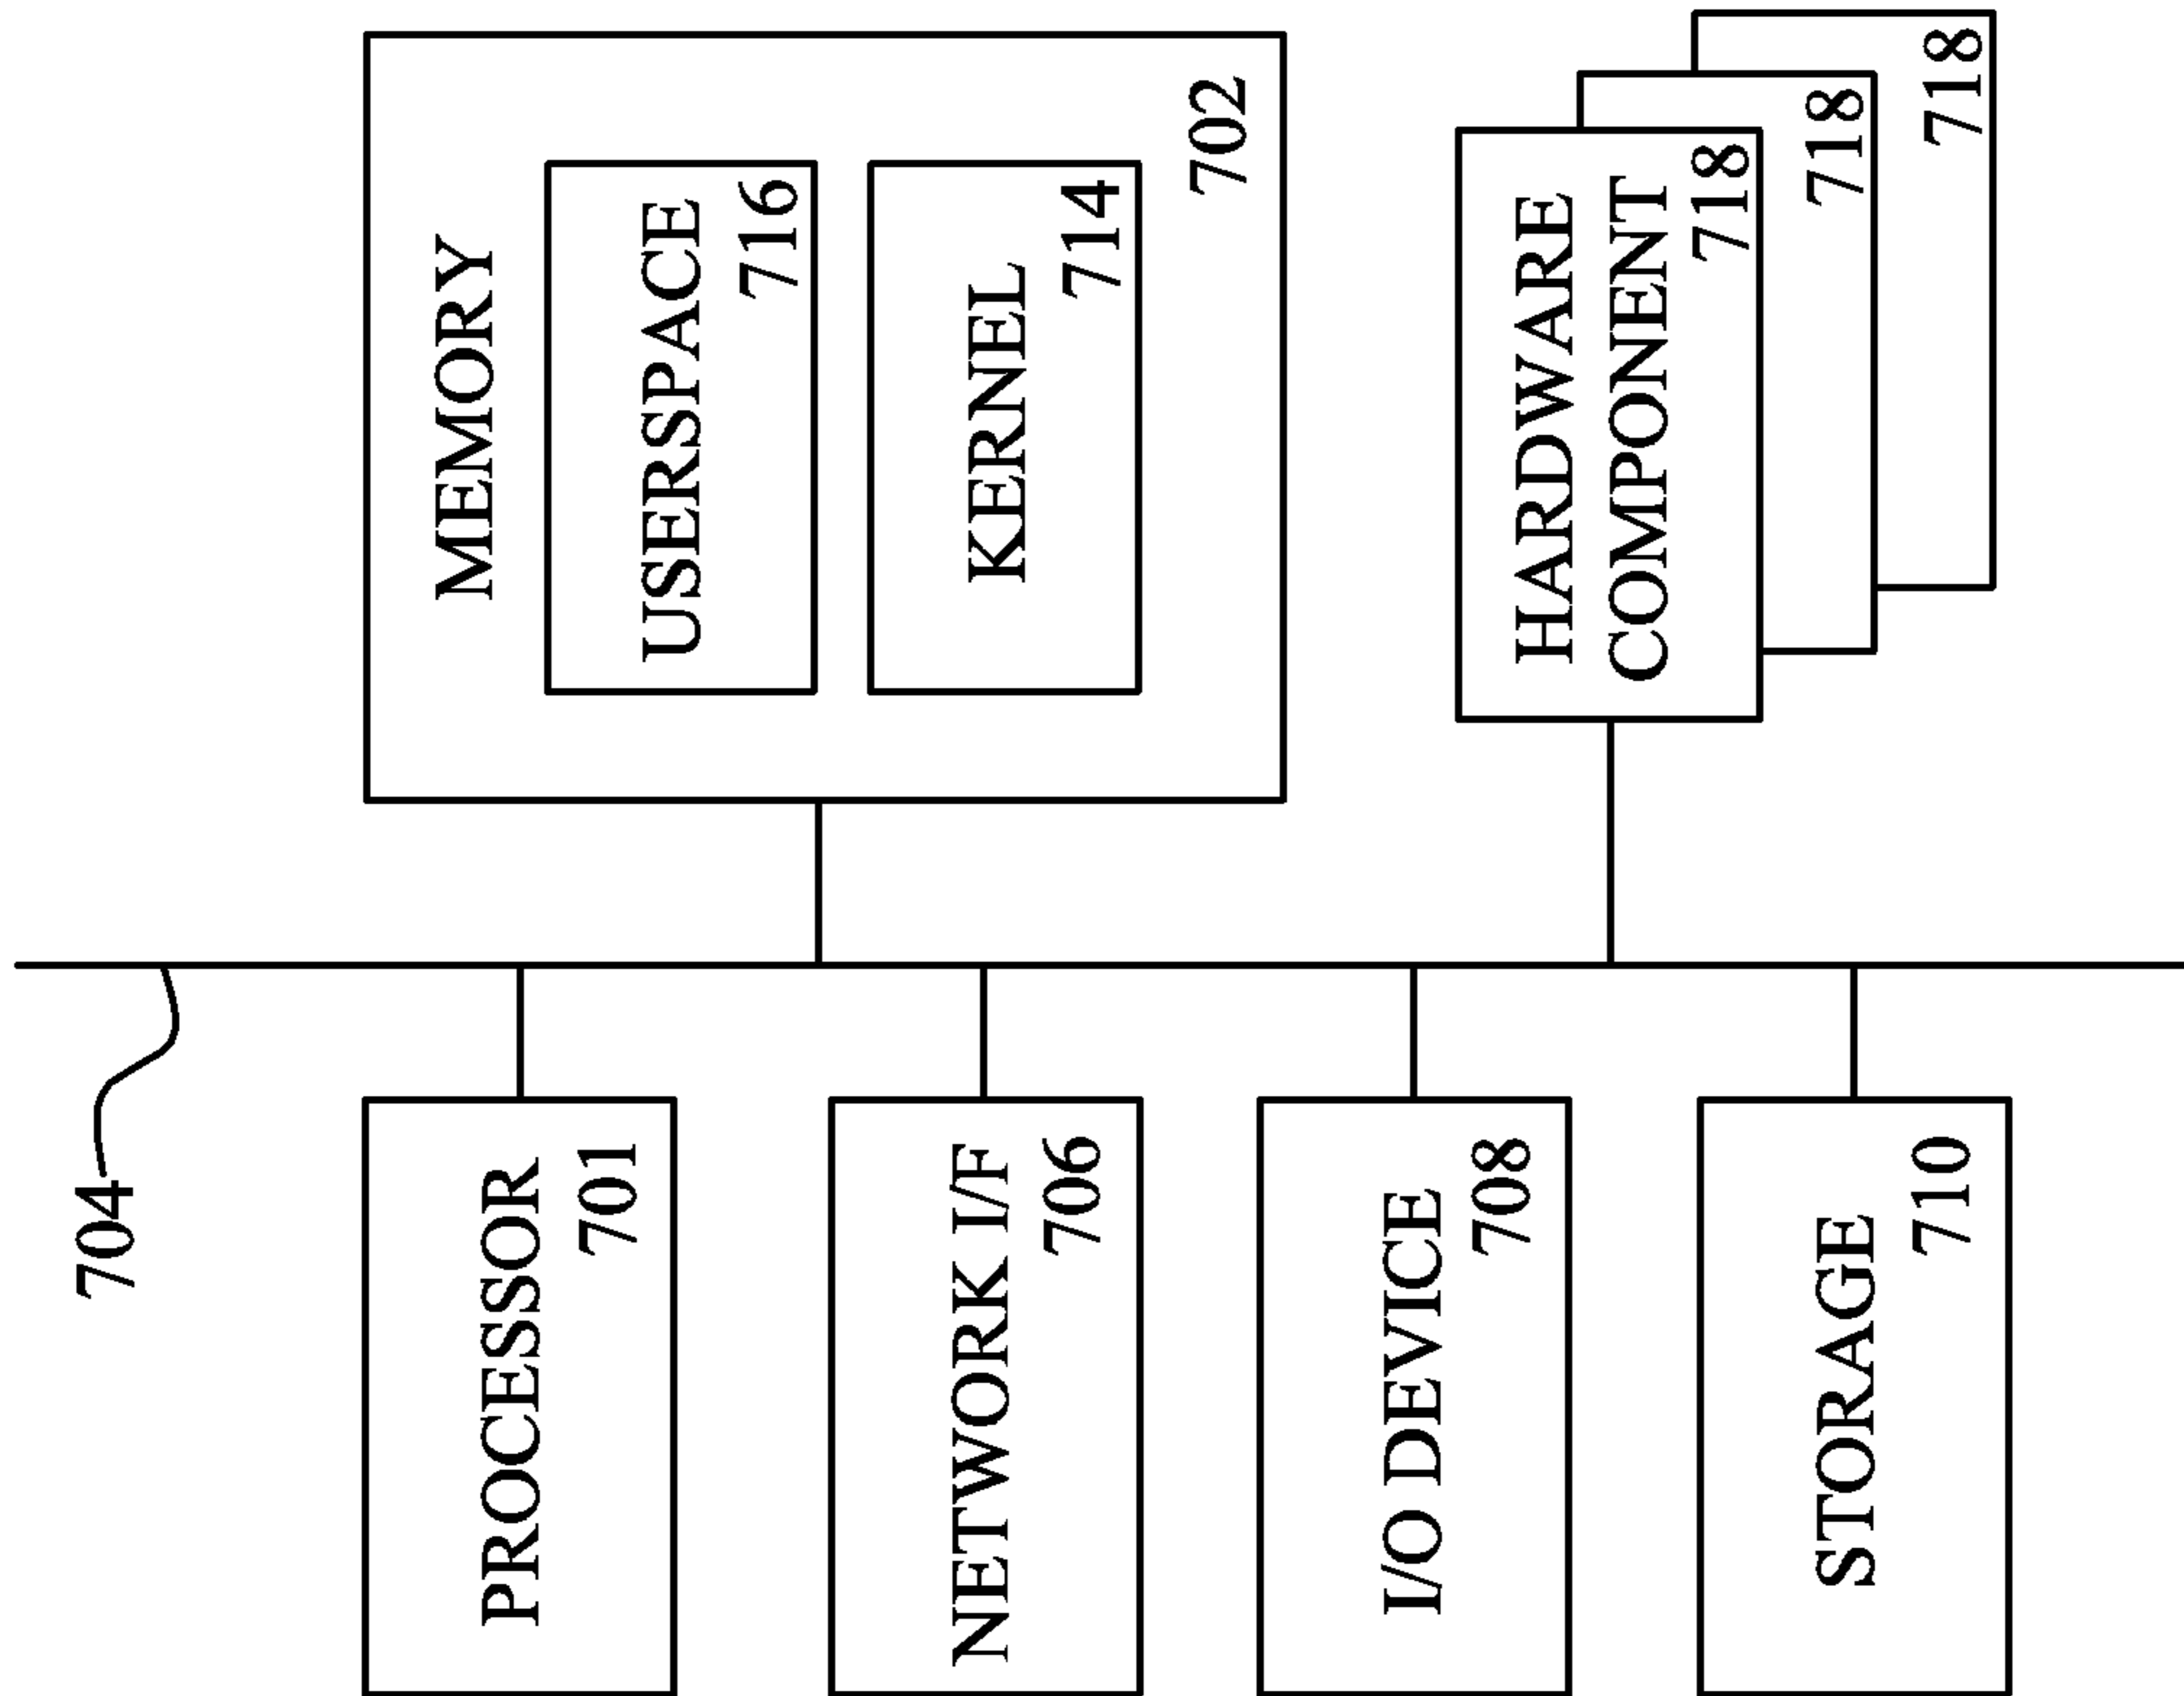 704
PROCESSOR
701
NETWORK I/F
706
I/O DEVICE
708
STORAGE
710
MEMORY
USERSPACE
716
KERNEL
714
702
HARDWARE
COMPONENT
718
718
718